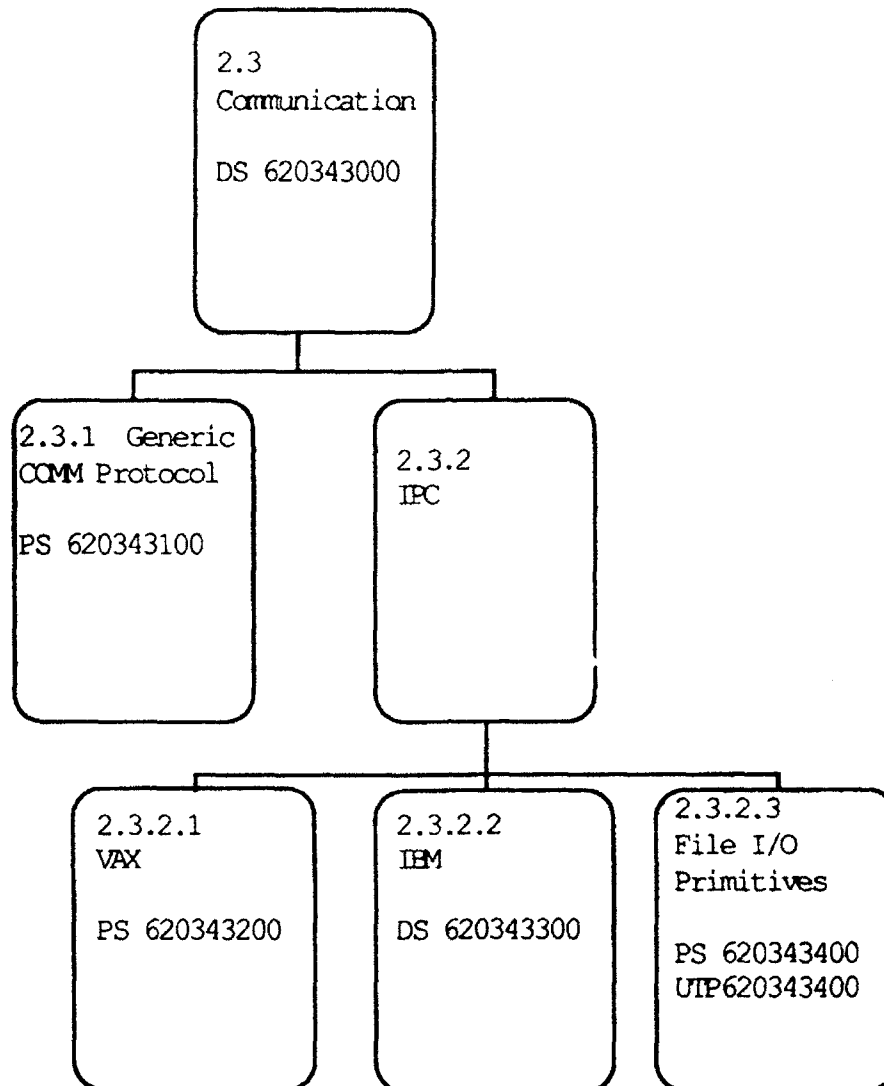 2.3
Communication
DS 620343000
2.3.1 Generic
COMM Protocol
PS 620343100
2.3.2
IPC
2.3.2.1
VAX
PS 620343200
2.3.2.2
IBM
DS 620343300
2.3.2.3
File I/O
Primitives
PS 620343400
UTP620343400